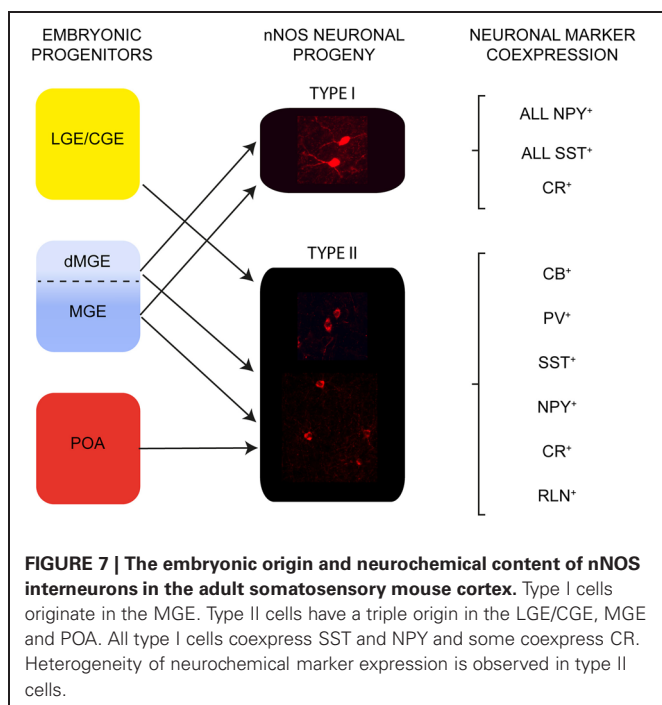 EMBRYONIC
PROGENITORS
nNOS NEURONAL
PROGENY
NEURONAL MARKER
COEXPRESSION
LGE/CGE
dMGE
MGE
POA
TYPE I
TYPE II
ALL NPY⁺
ALL SST⁺
CR⁺
CB⁺
PV⁺
SST⁺
NPY⁺
CR⁺
RLN⁺
FIGURE 7 | The embryonic origin and neurochemical content of nNOS
interneurons in the adult somatosensory mouse cortex. Type I cells
originate in the MGE. Type II cells have a triple origin in the LGE/CGE, MGE
and POA. All type I cells coexpress SST and NPY and some coexpress CR.
Heterogeneity of neurochemical marker expression is observed in type II
cells.